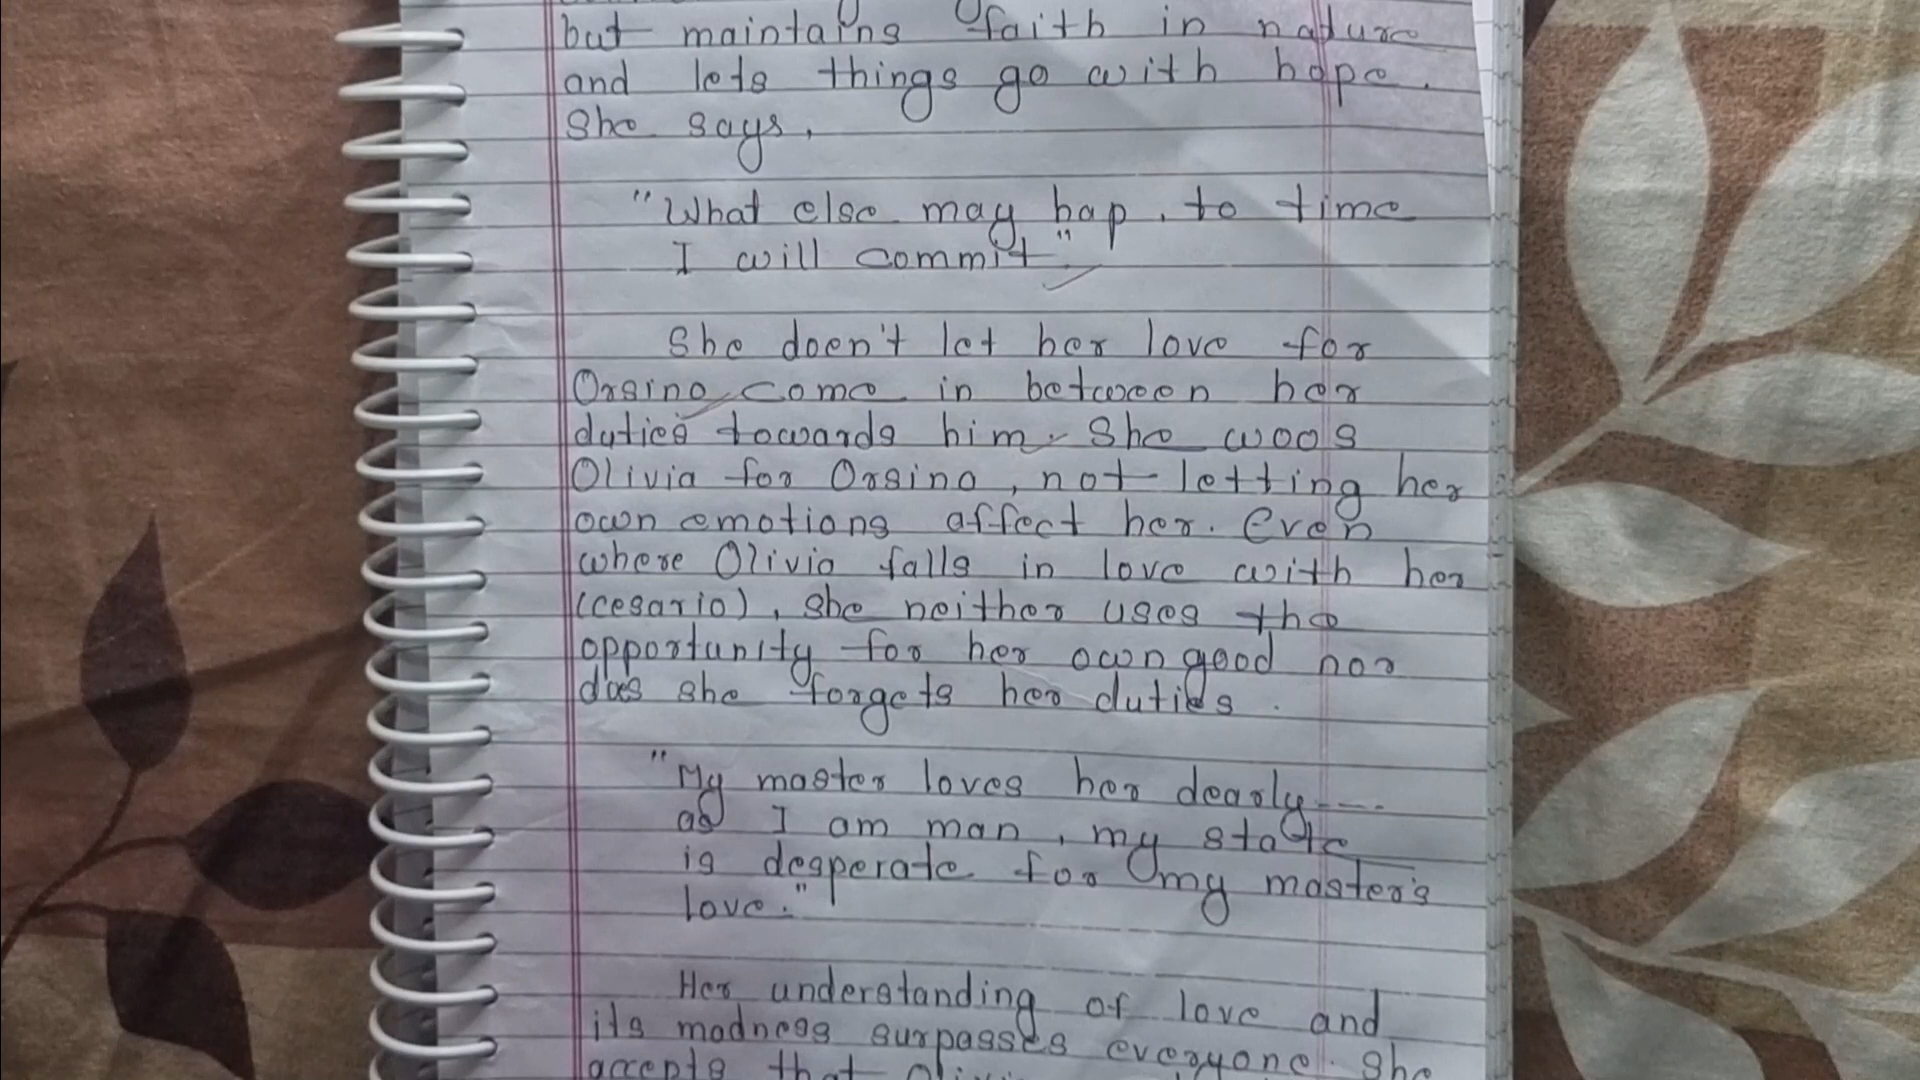 but maintains faith in nature
and lets things go with hope.
She says,
"What else may hap, to time
I will commit"
She doen't let her love for
Orsino come in between her
duties towards him. She woos
Olivia for Orsino, not letting her
own emotions affect her. Even
where Olivia falls in love with her
(cesario), she neither uses the
opportunity for her own good nor
does she forgets her duties.
"My master loves her dearly----
as I am man, my state
is desperate for my master's
love."
Her understanding of love and
its madness surpasses everyone. She
accepts that